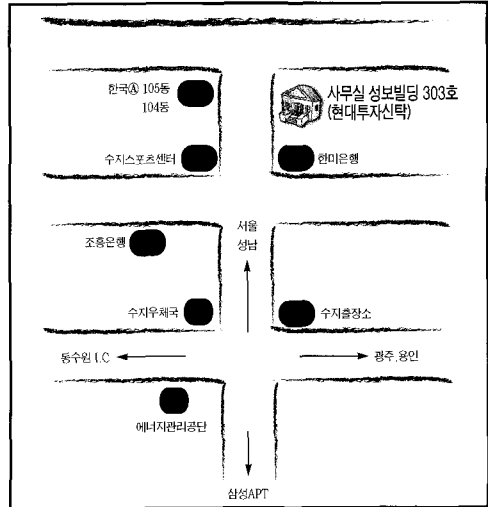 한국Ⓐ 105동
104동
사무실 성보빌딩 303호
(현대투자신탁)
수지스포츠센터
한미은행
서울
성남
조흥은행
수지우체국
수지출장소
동수원 I.C
광주,용인
에너지관리공단
삼성APT